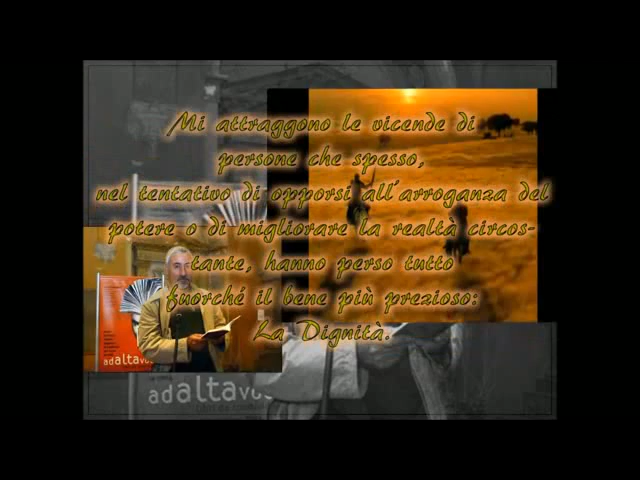 Mi attraggono le vicende di
persone che spesso,
nel tentativo di opporsi all'arroganza del
potere o di migliorare la realtà circos-
tante, hanno perso tutto
fuorché il bene più prezioso:
La Dignità.
adaltavo
adaltavoc